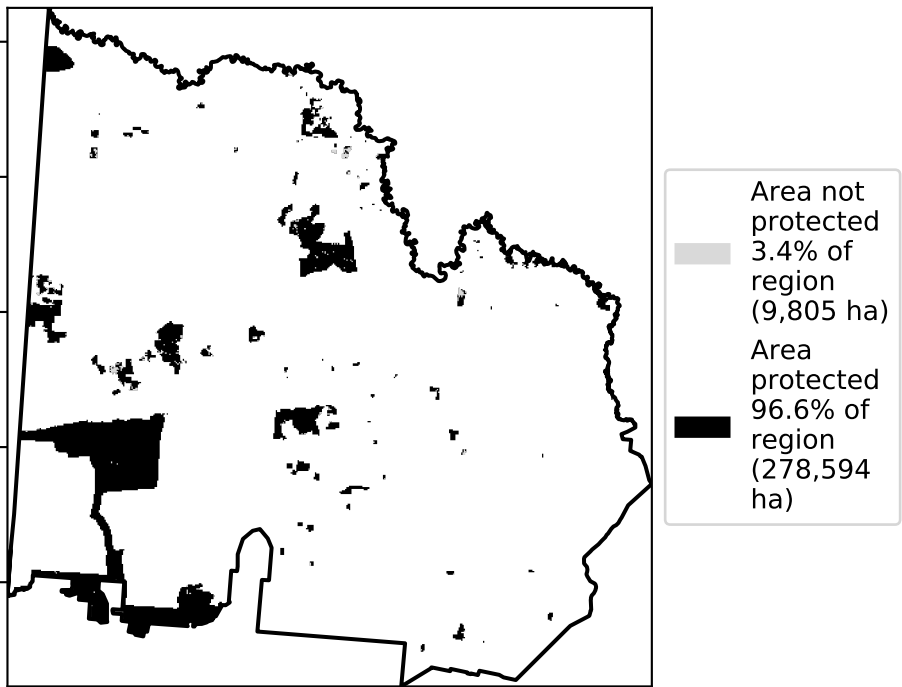 Area not
protected
3.4% of
region
(9,805 ha)
Area
protected
96.6% of
region
(278,594
ha)